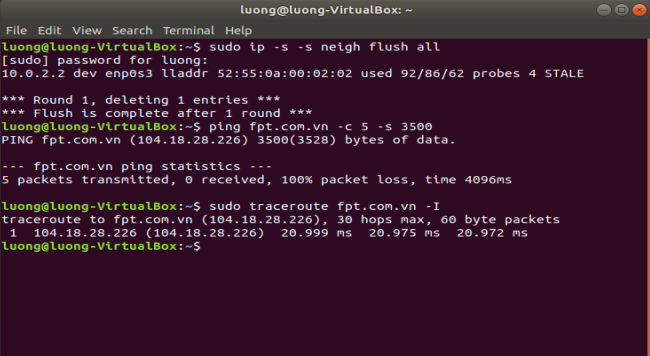 luong@luong-VirtualBox: ~
File Edit View Search Terminal Help
luong@luong-VirtualBox:~$ sudo ip -s -s neigh flush all
[sudo] password for luong:
10.0.2.2 dev enp0s3 lladdr 52:55:0a:00:02:02 used 92/86/62 probes 4 STALE

*** Round 1, deleting 1 entries ***
*** Flush is complete after 1 round ***
luong@luong-VirtualBox:~$ ping fpt.com.vn -c 5 -s 3500
PING fpt.com.vn (104.18.28.226) 3500(3528) bytes of data.

--- fpt.com.vn ping statistics ---
5 packets transmitted, 0 received, 100% packet loss, time 4096ms

luong@luong-VirtualBox:~$ sudo traceroute fpt.com.vn -I
traceroute to fpt.com.vn (104.18.28.226), 30 hops max, 60 byte packets
 1  104.18.28.226 (104.18.28.226)  20.999 ms  20.975 ms  20.972 ms
luong@luong-VirtualBox:~$